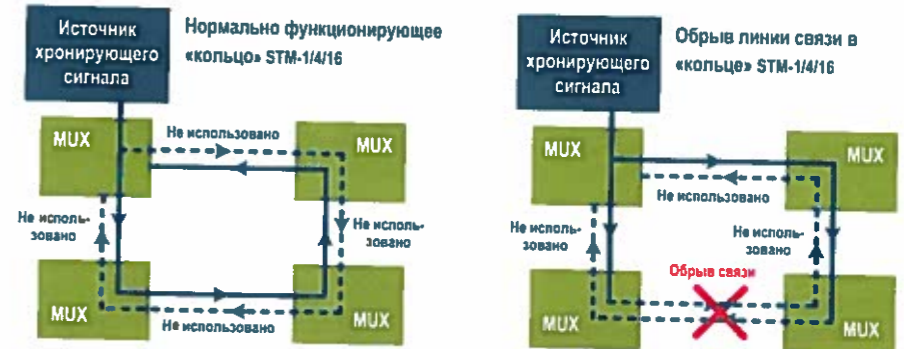 Источник
хронирующего
сигнала
Нормально функционирующее
«кольцо» STM-1/4/16
MUX
Не использовано
MUX
Не исполь-
зовано
Не исполь-
зовано
MUX
Не использовано
MUX
Источник
хронирующего
сигнала
Обрыв линии связи в
«кольце» STM-1/4/16
MUX
MUX
Не использовано
Не исполь-
зовано
Не исполь-
зовано
Обрыв связи
MUX
MUX